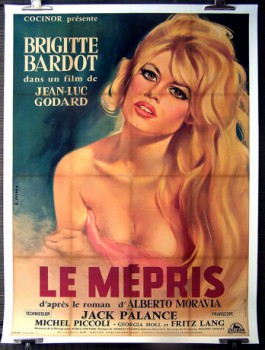 COCINOR présente
BRIGITTE
BARDOT
dans un film de
JEAN-LUC
GODARD
LE MÉPRIS
d'après le roman d'ALBERTO MORAVIA
TECHNICOLOR
FRANSCOPE
JACK PALANCE
MICHEL PICCOLI - GEORGIA MOLL et FRITZ LANG